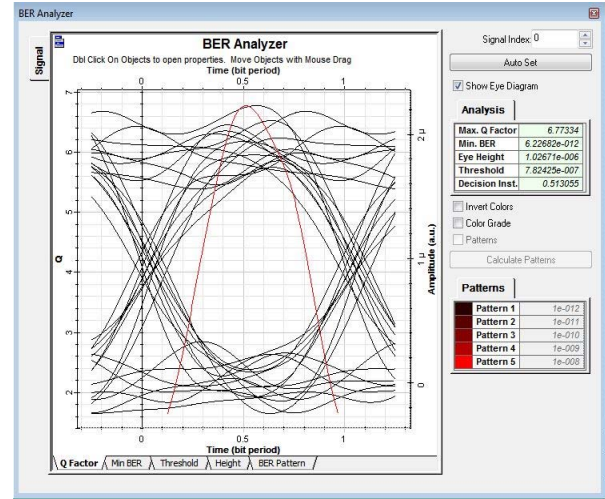 BER Analyzer
Signal Index: 0
Auto Set
Show Eye Diagram
Analysis
Max. Q Factor 6.77334
Min. BER 6.22682e-012
Eye Height 1.02671e-006
Threshold 7.82425e-007
Decision Inst. 0.513055
Invert Colors
Color Grade
Patterns
Calculate Patterns
Patterns
Pattern 1 1e-012
Pattern 2 1e-011
Pattern 3 1e-010
Pattern 4 1e-009
Pattern 5 1e-008
Signal
BER Analyzer
Dbl Click On Objects to open properties. Move Objects with Mouse Drag
Time (bit period)
0 0.5 1
7
6
5
4
3
2
Q
2 µ
1 µ
0
Amplitude (a.u.)
0 0.5 1
Time (bit period)
Q Factor Min BER Threshold Height BER Pattern